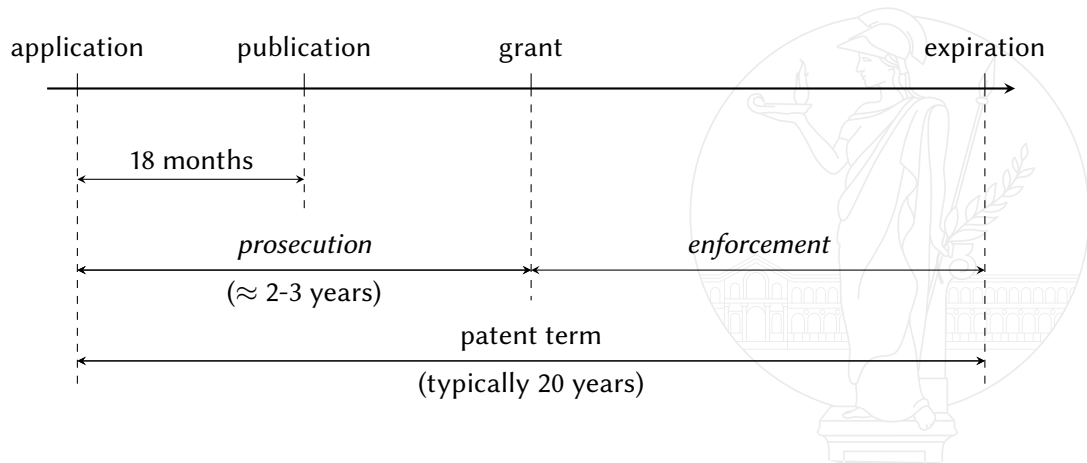 application publication grant expiration
18 months
prosecution enforcement
(≈ 2-3 years)
patent term
(typically 20 years)